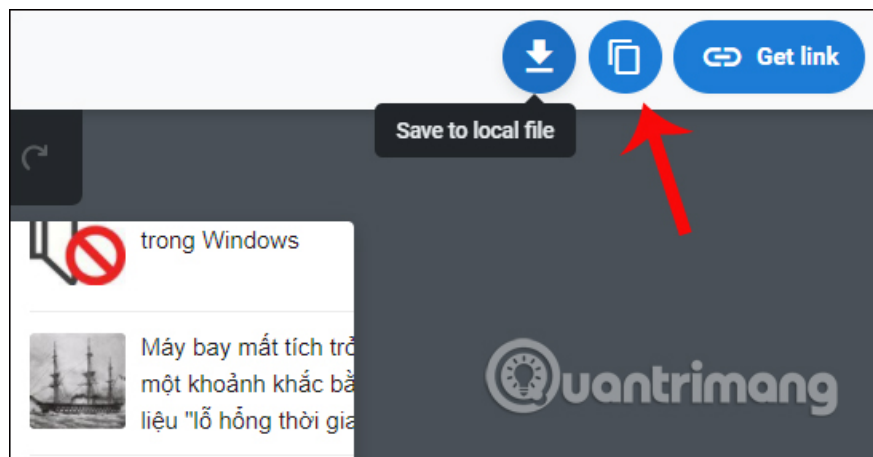 Get link
Save to local file
trong Windows
Máy bay mất tích trở
một khoảnh khắc bằ
liệu "lỗ hổng thời gia
Quantrimang